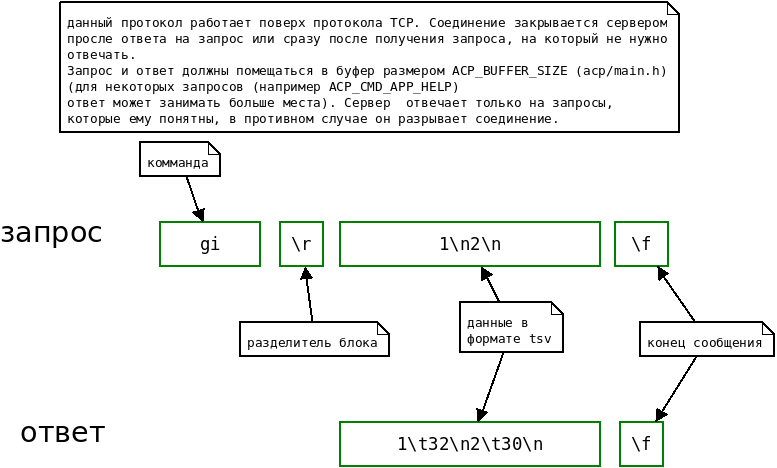 данный протокол работает поверх протокола TCP. Соединение закрывается сервером
просле ответа на запрос или сразу после получения запроса, на который не нужно
отвечать.
Запрос и ответ должны помещаться в буфер размером ACP_BUFFER_SIZE (acp/main.h)
(для некоторых запросов (например ACP_CMD_APP_HELP)
ответ может занимать больше места). Сервер  отвечает только на запросы,
которые ему понятны, в противном случае он разрывает соединение.
комманда
запрос
gi
\r
1\n2\n
\f
разделитель блока
данные в
формате tsv
конец сообщения
ответ
1\t32\n2\t30\n
\f